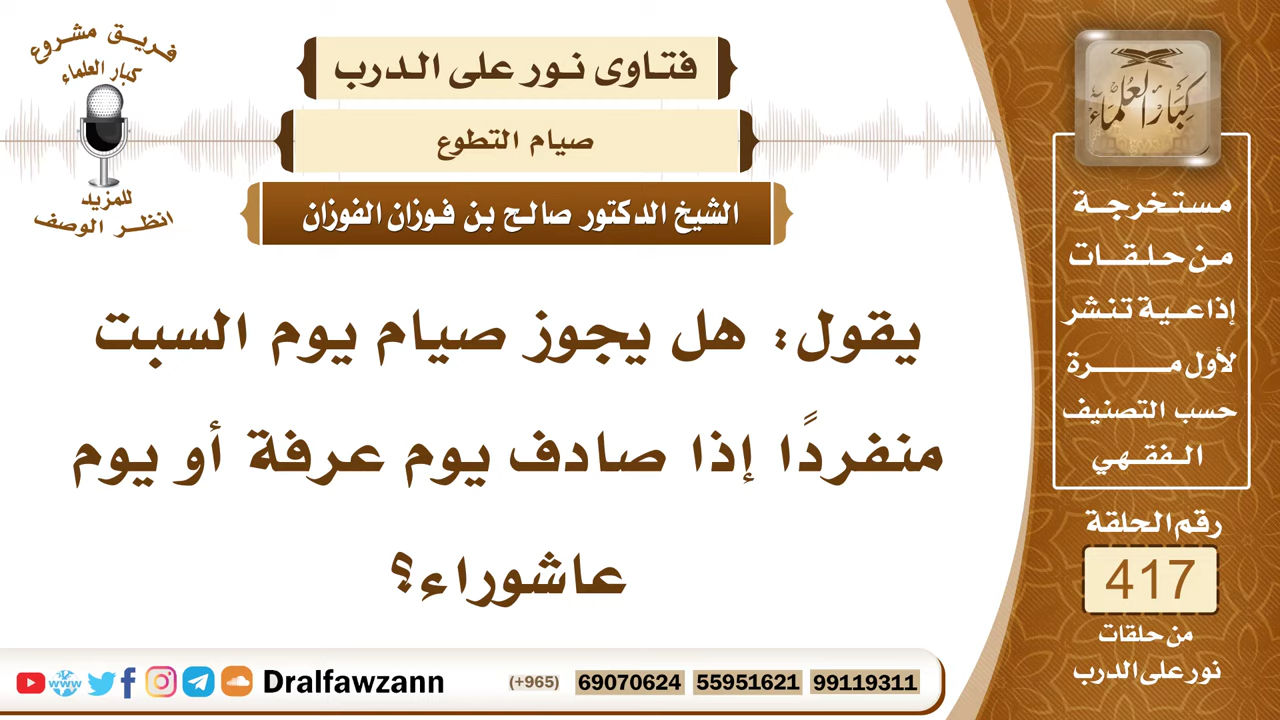 فريق مشروع
كبار العلماء
للمزيد
انظر الوصف
فتاوى نور على الدرب
صيام التطوع
الشيخ الدكتور صالح بن فوزان الفوزان
يقول: هل يجوز صيام يوم السبت
منفردًا إذا صادف يوم عرفة أو يوم
عاشوراء؟
كبار العلماء
مستخرجة
من حلقات
إذاعية تنشر
لأول مرة
حسب التصنيف
الفقهي
رقم الحلقة
417
من حلقات
نور على الدرب
www
Dralfawzann
(+965) 69070624 55951621 99119311